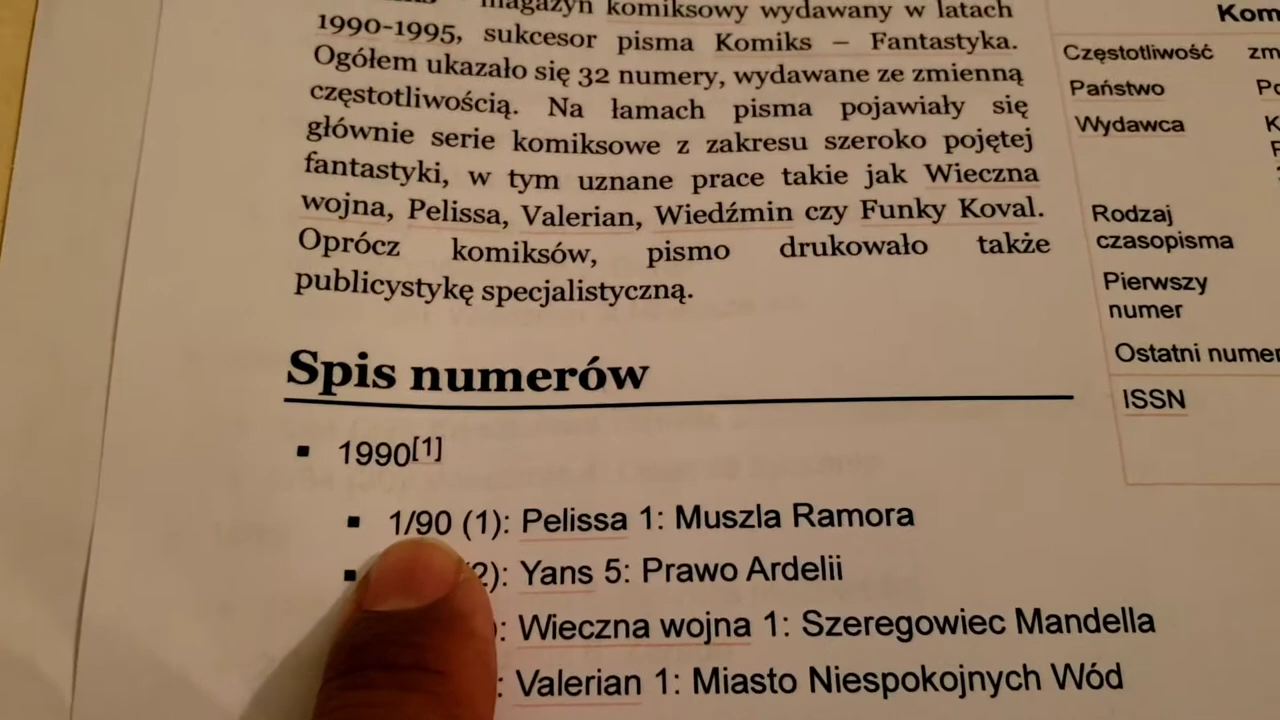 magazyn komiksowy wydawany w latach
1990-1995, sukcesor pisma Komiks – Fantastyka.
Ogółem ukazało się 32 numery, wydawane ze zmienną
częstotliwością. Na łamach pisma pojawiały się
głównie serie komiksowe z zakresu szeroko pojętej
fantastyki, w tym uznane prace takie jak Wieczna
wojna, Pelissa, Valerian, Wiedźmin czy Funky Koval.
Oprócz komiksów, pismo drukowało także
publicystykę specjalistyczną.
Spis numerów
▪ 1990[1]
▪ 1/90 (1): Pelissa 1: Muszla Ramora
▪ 2): Yans 5: Prawo Ardelii
: Wieczna wojna 1: Szeregowiec Mandella
: Valerian 1: Miasto Niespokojnych Wód
Kom
Częstotliwość zm
Państwo Po
Wydawca K
Rodzaj
czasopisma
Pierwszy
numer
Ostatni numer
ISSN